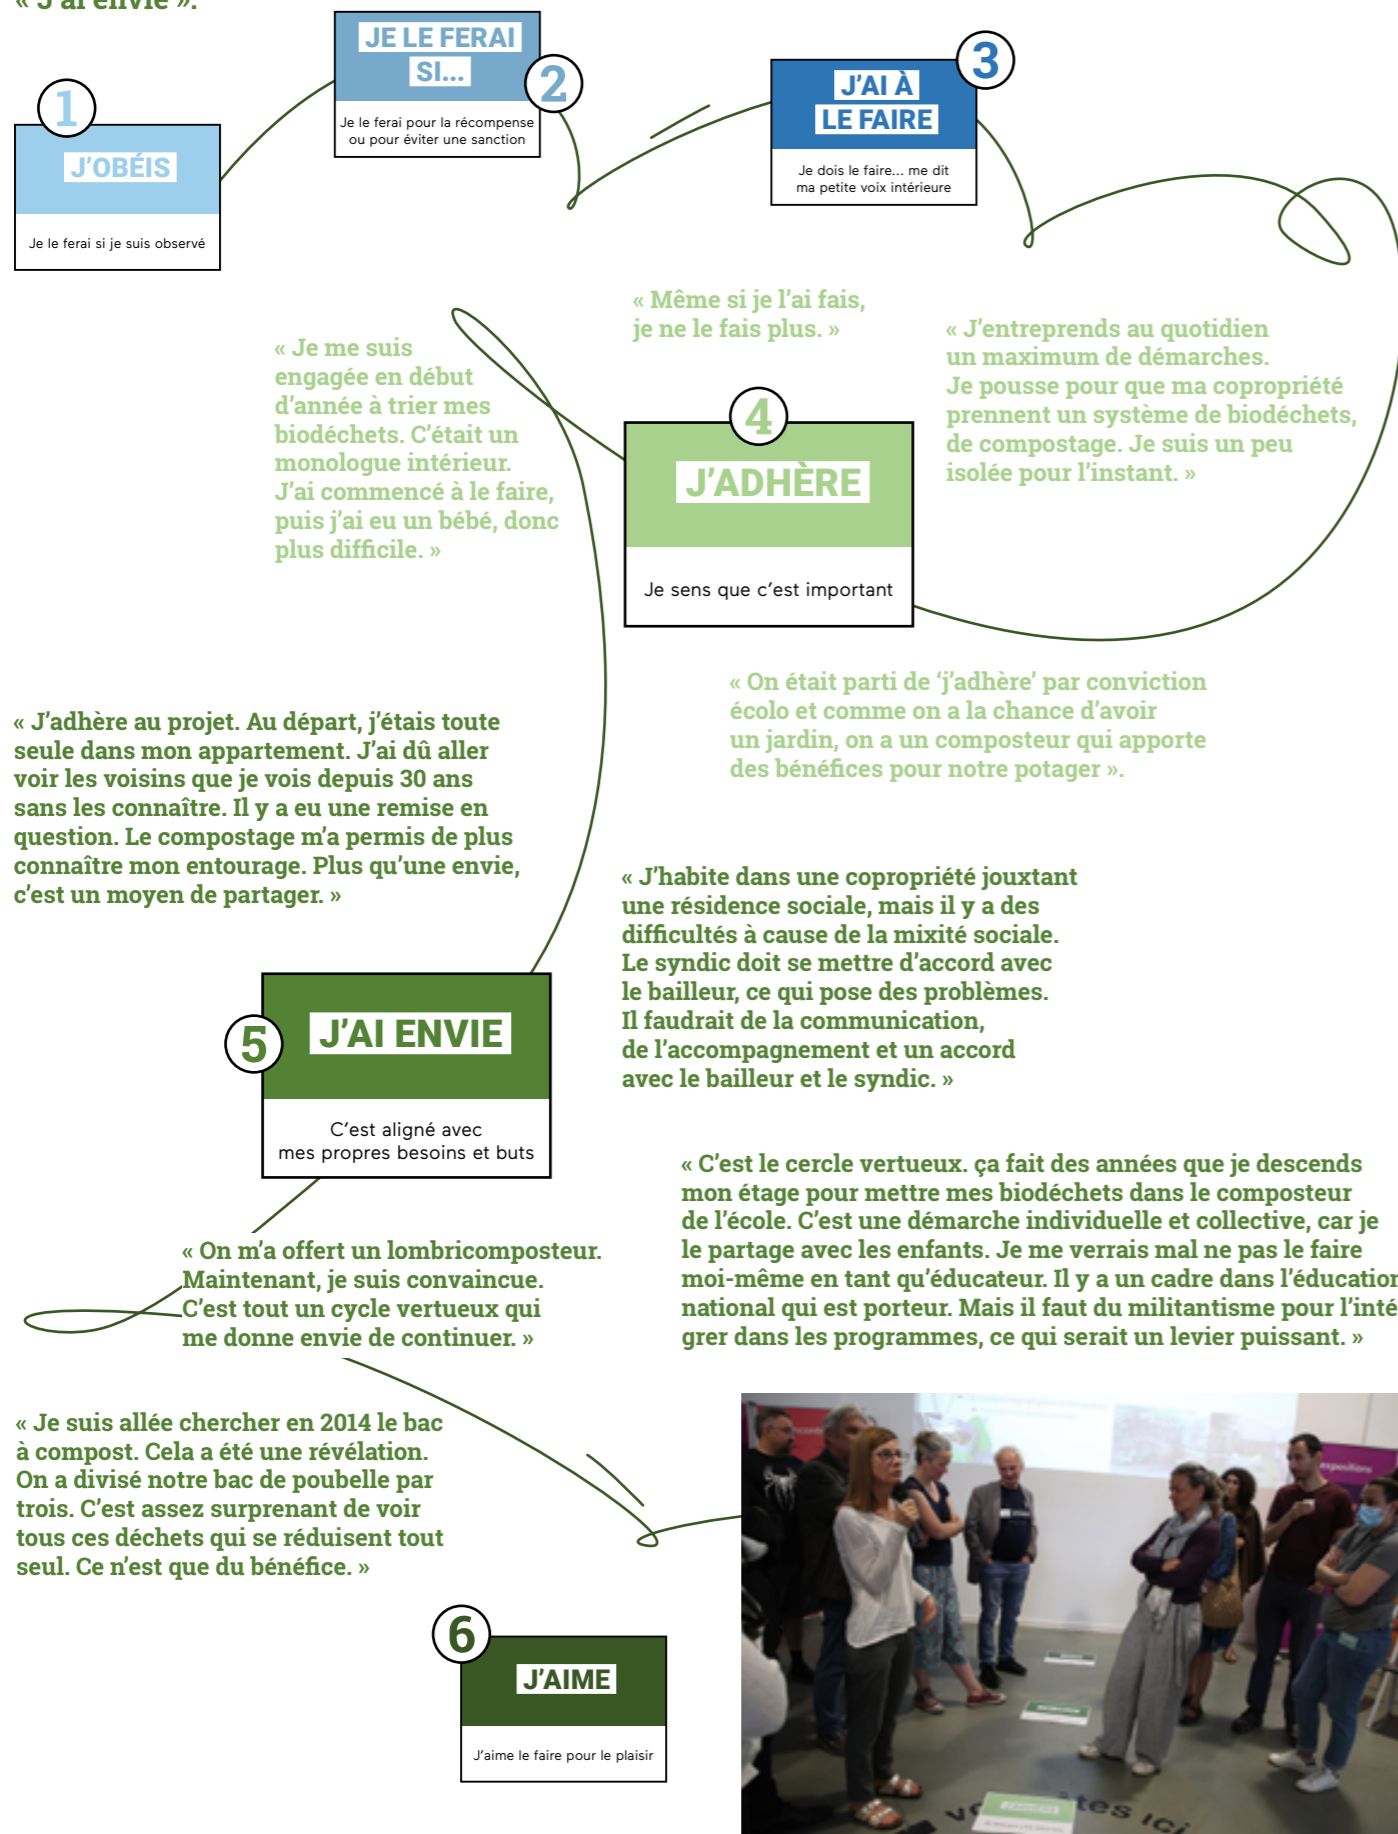 « J’ai envie ».
1
J’OBÉIS
Je le ferai si je suis observé
JE LE FERAI
SI...
2
Je le ferai pour la récompense
ou pour éviter une sanction
3
J’AI À
LE FAIRE
Je dois le faire... me dit
ma petite voix intérieure
« Même si je l’ai fais,
je ne le fais plus. »
« Je me suis
engagée en début
d’année à trier mes
biodéchets. C’était un
monologue intérieur.
J’ai commencé à le faire,
puis j’ai eu un bébé, donc
plus difficile. »
« J’entreprends au quotidien
un maximum de démarches.
Je pousse pour que ma copropriété
prennent un système de biodéchets,
de compostage. Je suis un peu
isolée pour l’instant. »
4
J’ADHÈRE
Je sens que c’est important
« On était parti de ‘j’adhère’ par conviction
écolo et comme on a la chance d’avoir
un jardin, on a un composteur qui apporte
des bénéfices pour notre potager ».
« J’adhère au projet. Au départ, j’étais toute
seule dans mon appartement. J’ai dû aller
voir les voisins que je vois depuis 30 ans
sans les connaître. Il y a eu une remise en
question. Le compostage m’a permis de plus
connaître mon entourage. Plus qu’une envie,
c’est un moyen de partager. »
« J’habite dans une copropriété jouxtant
une résidence sociale, mais il y a des
difficultés à cause de la mixité sociale.
Le syndic doit se mettre d’accord avec
le bailleur, ce qui pose des problèmes.
Il faudrait de la communication,
de l’accompagnement et un accord
avec le bailleur et le syndic. »
5
J’AI ENVIE
C’est aligné avec
mes propres besoins et buts
« C’est le cercle vertueux. ça fait des années que je descends
mon étage pour mettre mes biodéchets dans le composteur
de l’école. C’est une démarche individuelle et collective, car je
le partage avec les enfants. Je me verrais mal ne pas le faire
moi-même en tant qu’éducateur. Il y a un cadre dans l’éducation
national qui est porteur. Mais il faut du militantisme pour l’inté
grer dans les programmes, ce qui serait un levier puissant. »
« On m’a offert un lombricomposteur.
Maintenant, je suis convaincue.
C’est tout un cycle vertueux qui
me donne envie de continuer. »
« Je suis allée chercher en 2014 le bac
à compost. Cela a été une révélation.
On a divisé notre bac de poubelle par
trois. C’est assez surprenant de voir
tous ces déchets qui se réduisent tout
seul. Ce n’est que du bénéfice. »
6
J’AIME
J’aime le faire pour le plaisir
expositions
J’ADHÈRE
êtes ici